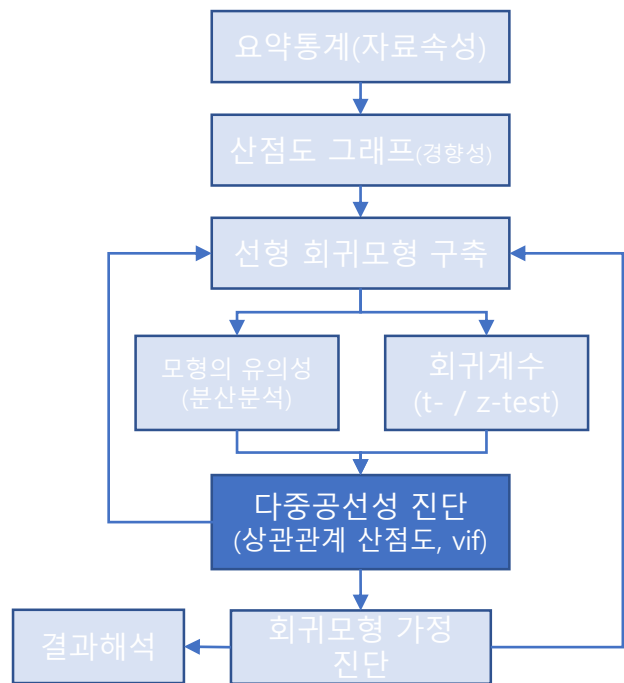 요약통계(자료속성)
산점도 그래프(경향성)
선형 회귀모형 구축
모형의 유의성
(분산분석)
회귀계수
(t- / z-test)
다중공선성 진단
(상관관계 산점도, vif)
결과해석
회귀모형 가정
진단